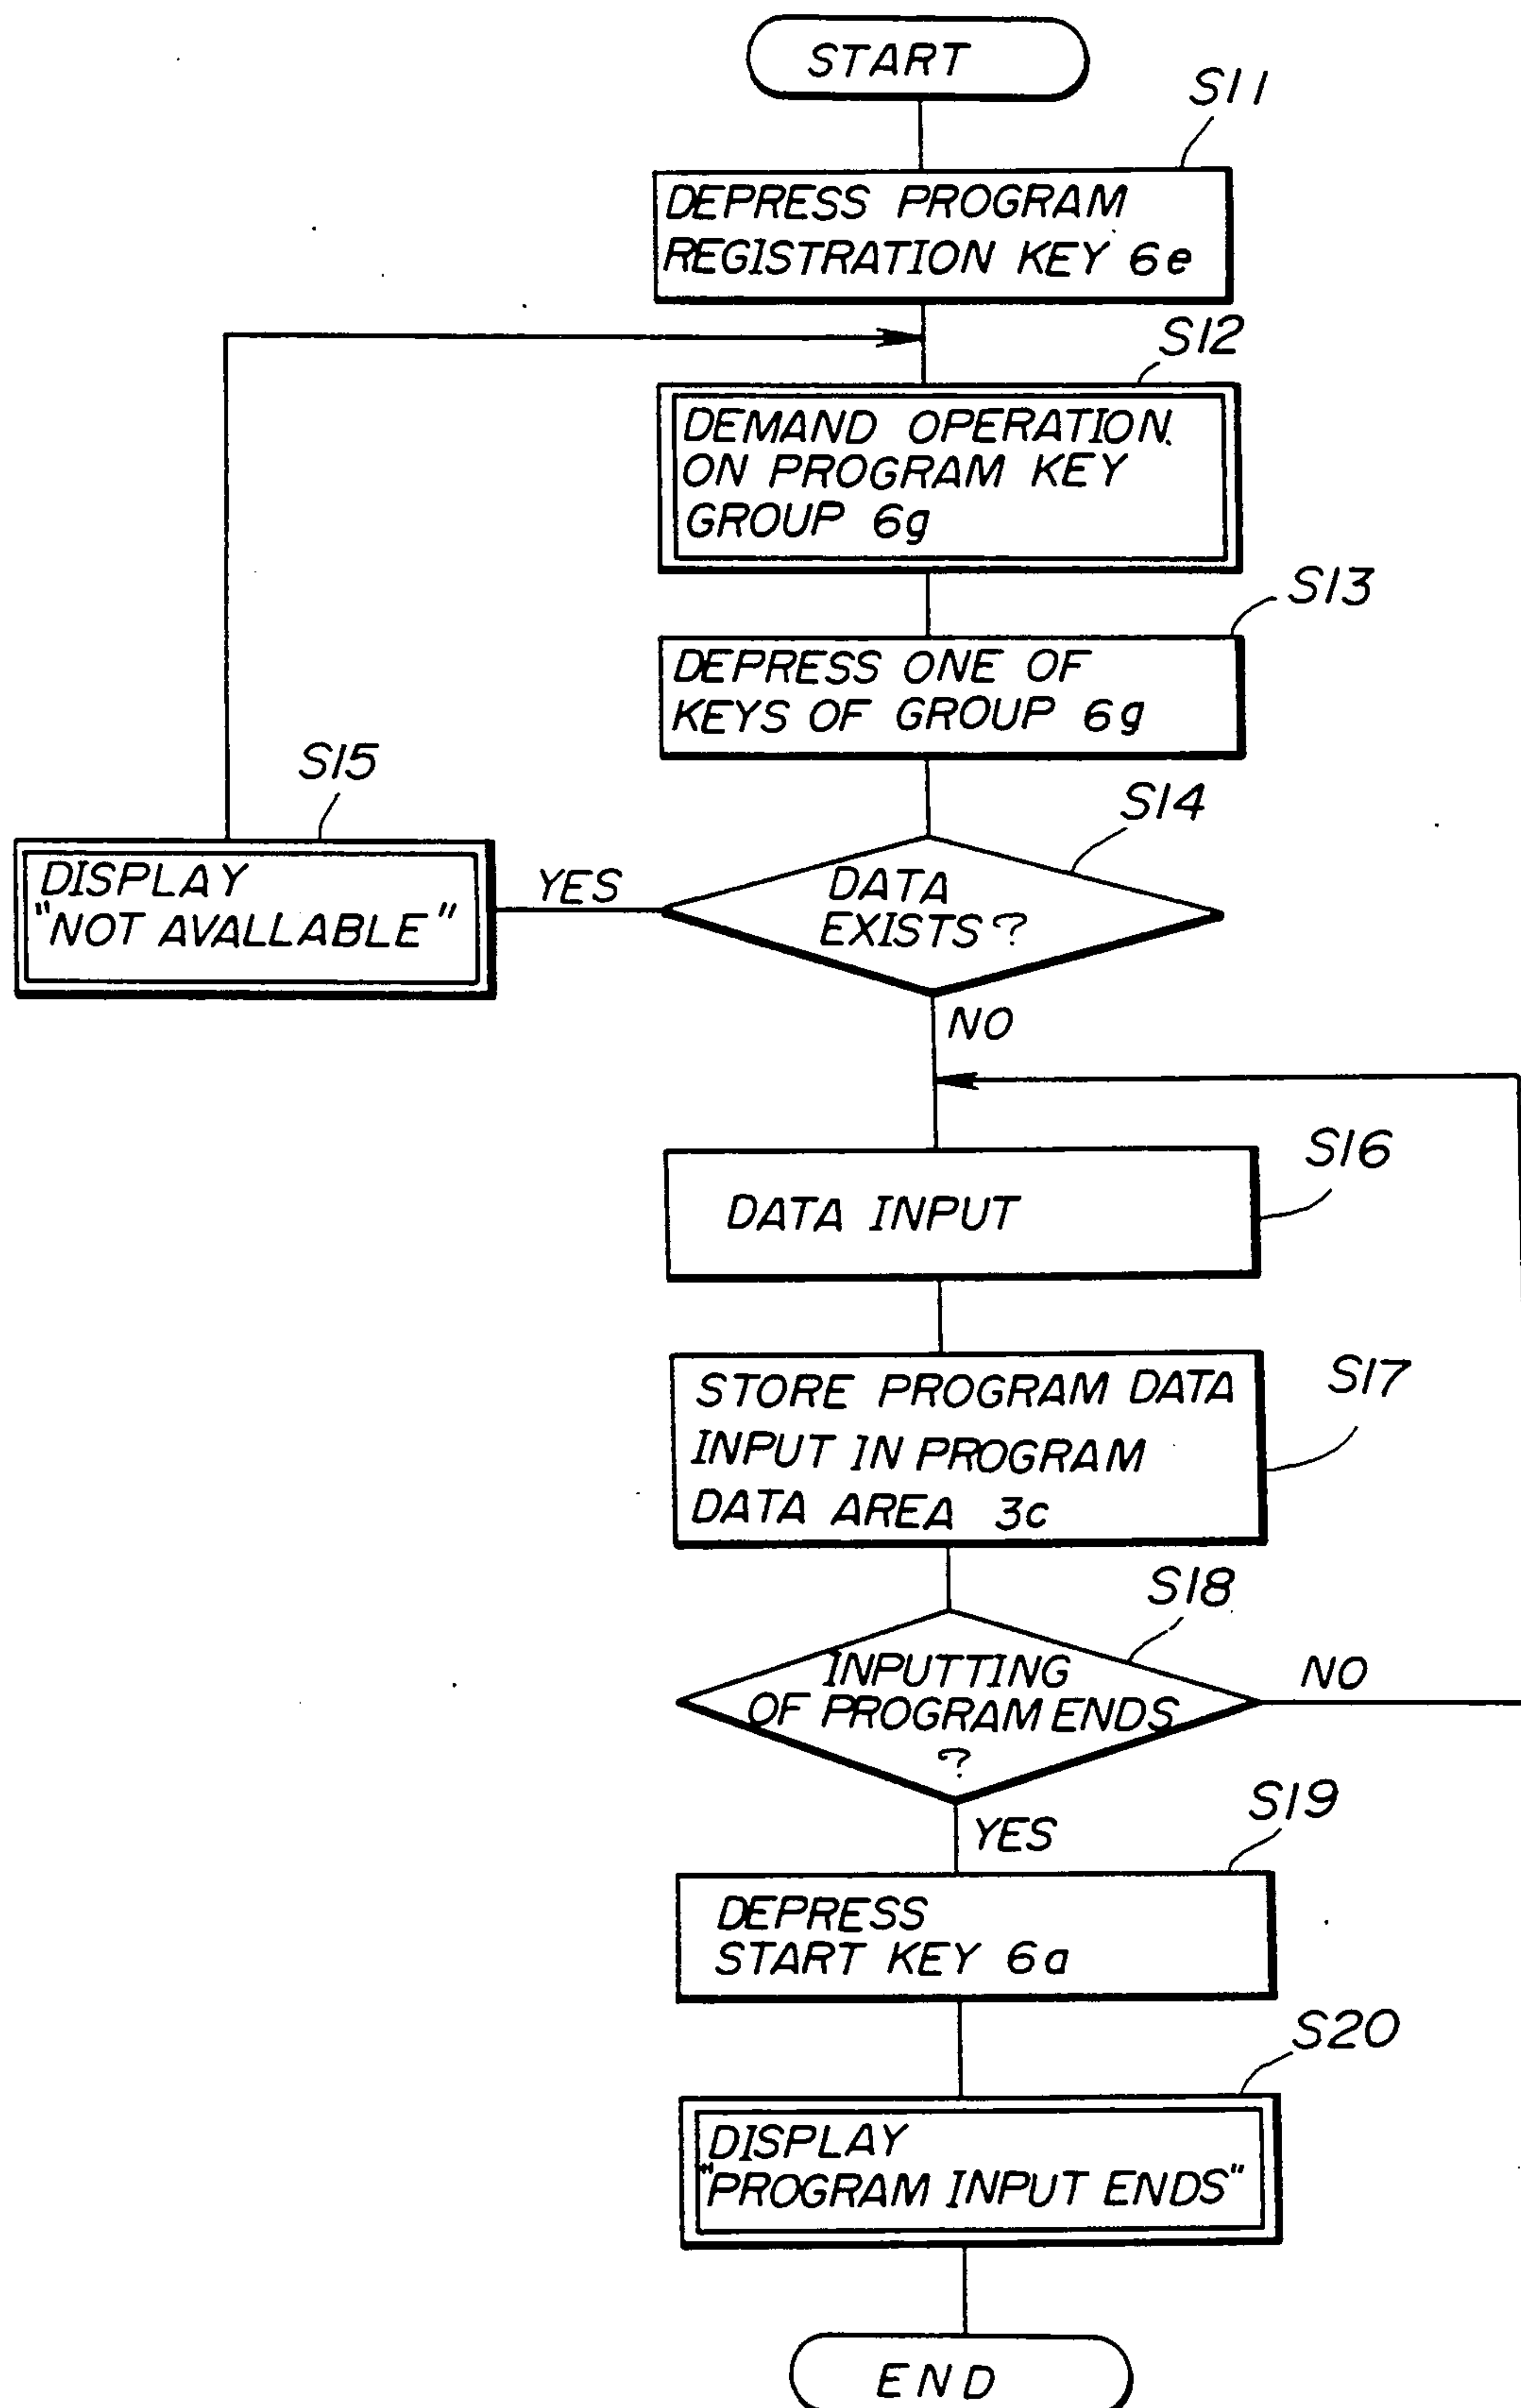 START
S11
DEPRESS PROGRAM
REGISTRATION KEY 6e
S12
DEMAND OPERATION
ON PROGRAM KEY
GROUP 6g
S13
DEPRESS ONE OF
KEYS OF GROUP 6g
S14
DATA
EXISTS?
YES
S15
DISPLAY
"NOT AVALLABLE"
NO
S16
DATA INPUT
S17
STORE PROGRAM DATA
INPUT IN PROGRAM
DATA AREA 3c
S18
INPUTTING
OF PROGRAM ENDS
?
NO
YES
S19
DEPRESS
START KEY 6a
S20
DISPLAY
"PROGRAM INPUT ENDS"
END